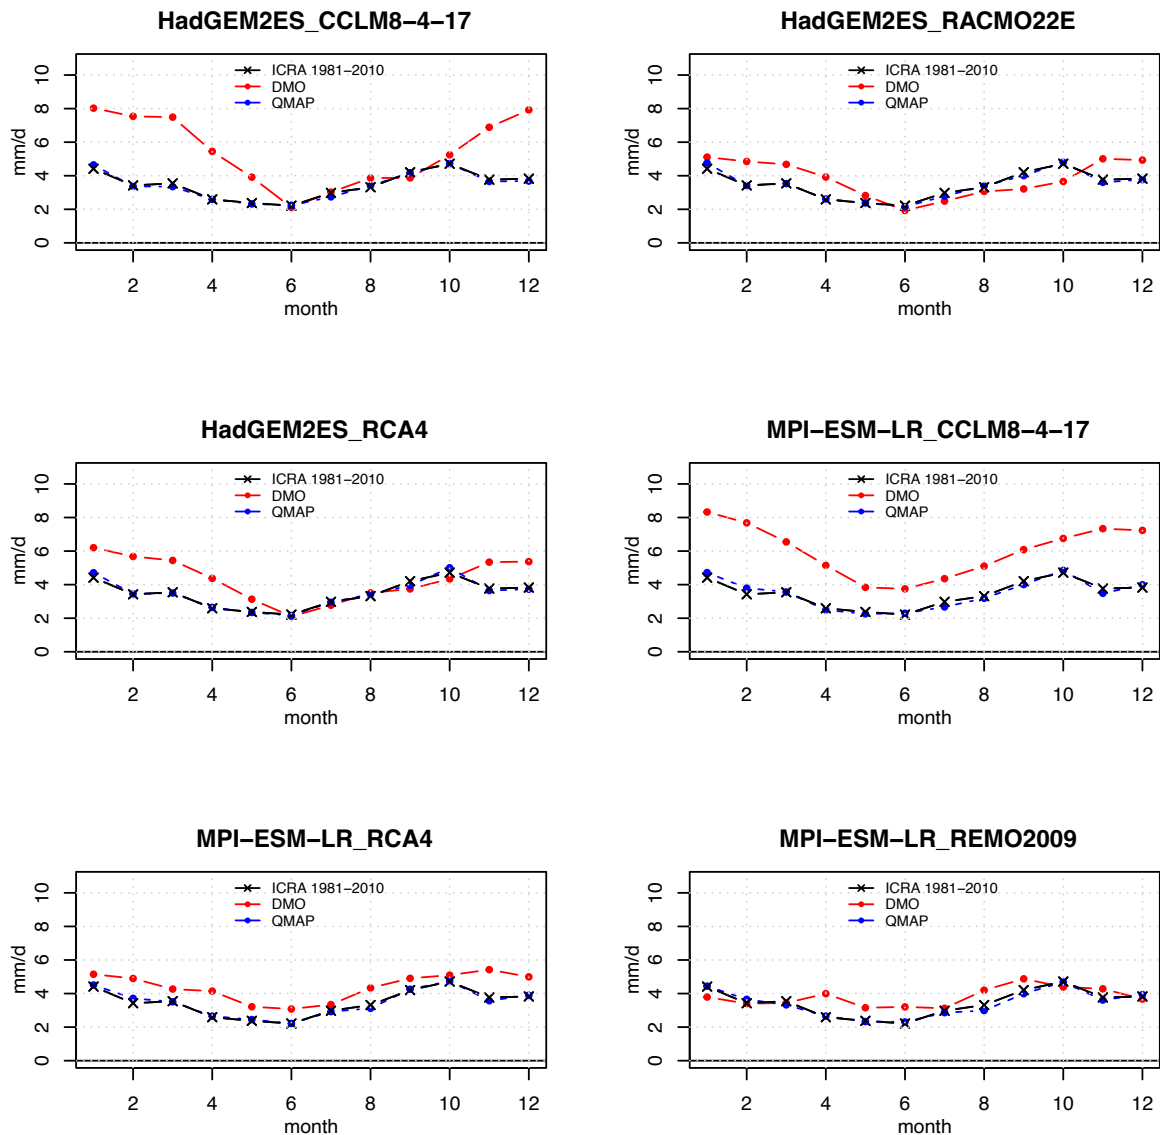 HadGEM2ES_CCLM8−4−17
ICRA 1981−2010
DMO
QMAP
mm/d
0 2 4 6 8 10
2 4 6 8 10 12
month
HadGEM2ES_RACMO22E
ICRA 1981−2010
DMO
QMAP
mm/d
0 2 4 6 8 10
2 4 6 8 10 12
month
HadGEM2ES_RCA4
ICRA 1981−2010
DMO
QMAP
mm/d
0 2 4 6 8 10
2 4 6 8 10 12
month
MPI−ESM−LR_CCLM8−4−17
ICRA 1981−2010
DMO
QMAP
mm/d
0 2 4 6 8 10
2 4 6 8 10 12
month
MPI−ESM−LR_RCA4
ICRA 1981−2010
DMO
QMAP
mm/d
0 2 4 6 8 10
2 4 6 8 10 12
month
MPI−ESM−LR_REMO2009
ICRA 1981−2010
DMO
QMAP
mm/d
0 2 4 6 8 10
2 4 6 8 10 12
month